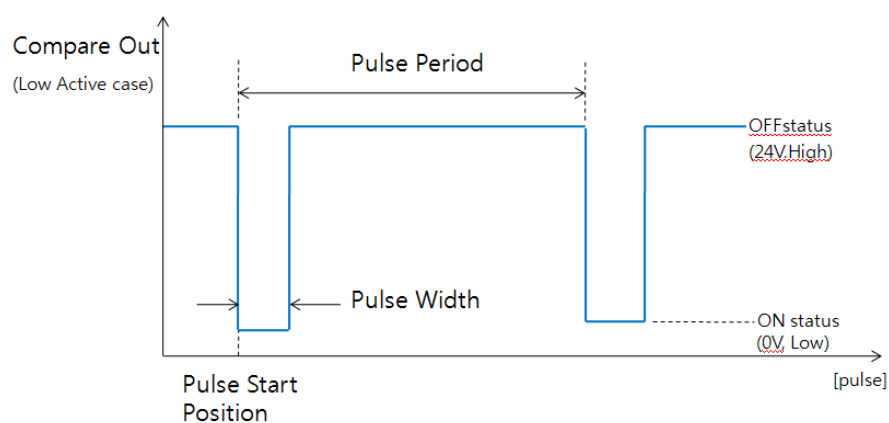 Compare Out
(Low Active case)
Pulse Period
OFFstatus
(24V.High)
Pulse Width
ON status
(0V, Low)
[pulse]
Pulse Start
Position